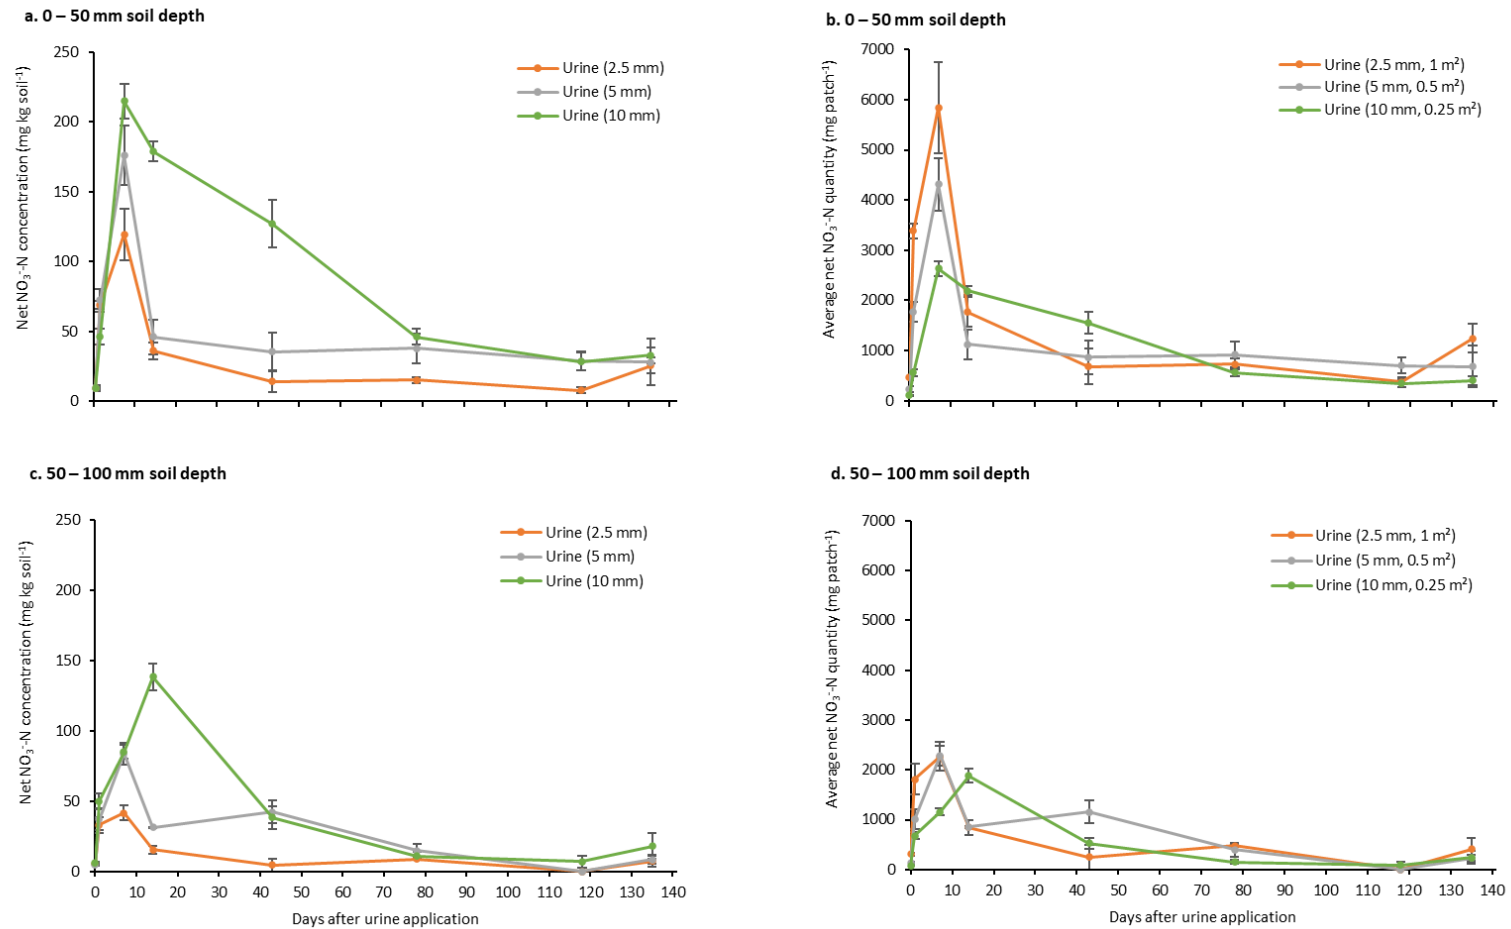 a. 0 – 50 mm soil depth
Net NO₃⁻-N concentration (mg kg soil⁻¹)
250
200
150
100
50
0
Urine (2.5 mm)
Urine (5 mm)
Urine (10 mm)
b. 0 – 50 mm soil depth
Average net NO₃⁻-N quantity (mg patch⁻¹)
7000
6000
5000
4000
3000
2000
1000
0
Urine (2.5 mm, 1 m²)
Urine (5 mm, 0.5 m²)
Urine (10 mm, 0.25 m²)
c. 50 – 100 mm soil depth
Net NO₃⁻-N concentration (mg kg soil⁻¹)
250
200
150
100
50
0
Urine (2.5 mm)
Urine (5 mm)
Urine (10 mm)
0 10 20 30 40 50 60 70 80 90 100 110 120 130 140
Days after urine application
d. 50 – 100 mm soil depth
Average net NO₃⁻-N quantity (mg patch⁻¹)
7000
6000
5000
4000
3000
2000
1000
0
Urine (2.5 mm, 1 m²)
Urine (5 mm, 0.5 m²)
Urine (10 mm, 0.25 m²)
0 10 20 30 40 50 60 70 80 90 100 110 120 130 140
Days after urine application